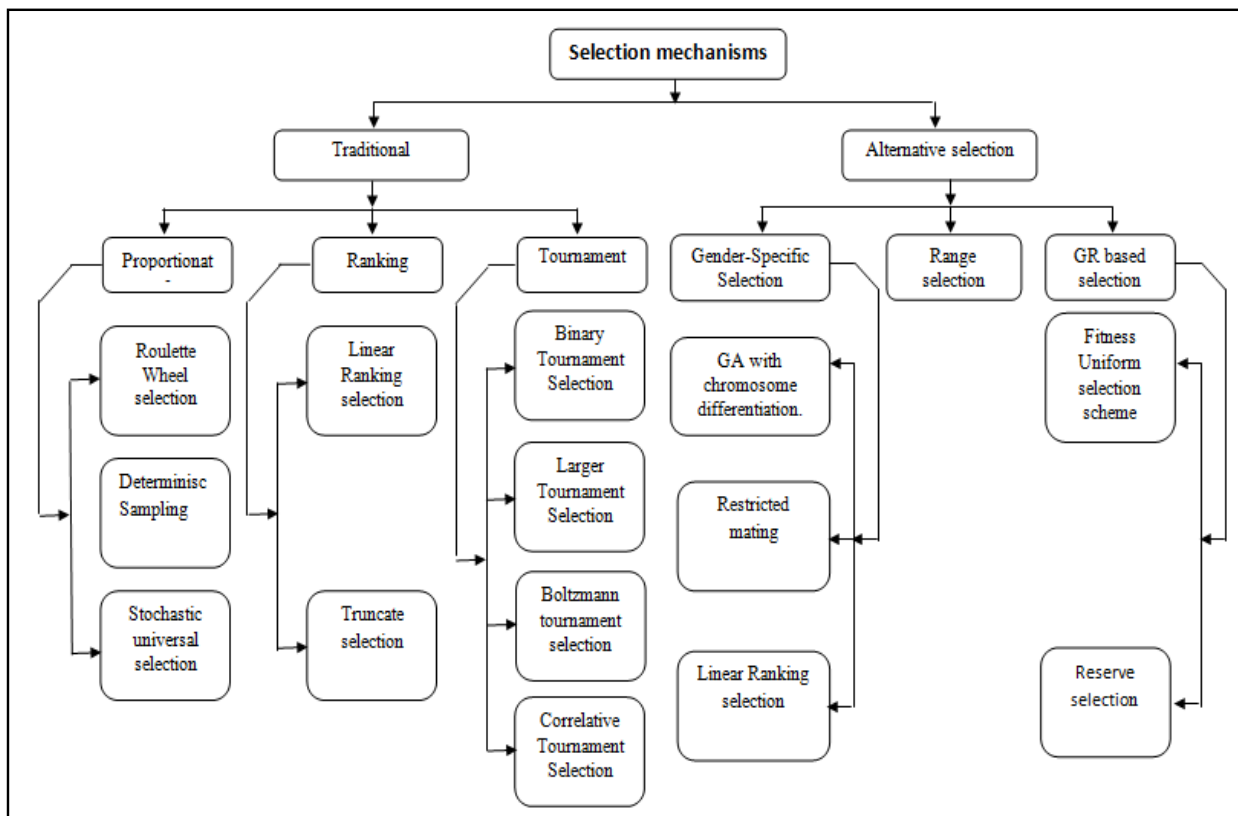 Selection mechanisms
Traditional
Alternative selection
Proportionat
-
Ranking
Tournament
Gender-Specific
Selection
Range
selection
GR based
selection
Roulette
Wheel
selection
Determinisc
Sampling
Stochastic
universal
selection
Linear
Ranking
selection
Truncate
selection
Binary
Tournament
Selection
Larger
Tournament
Selection
Boltzmann
tournament
selection
Correlative
Tournament
Selection
GA with
chromosome
differentiation.
Restricted
mating
Linear Ranking
selection
Fitness
Uniform
selection
scheme
Reserve
selection